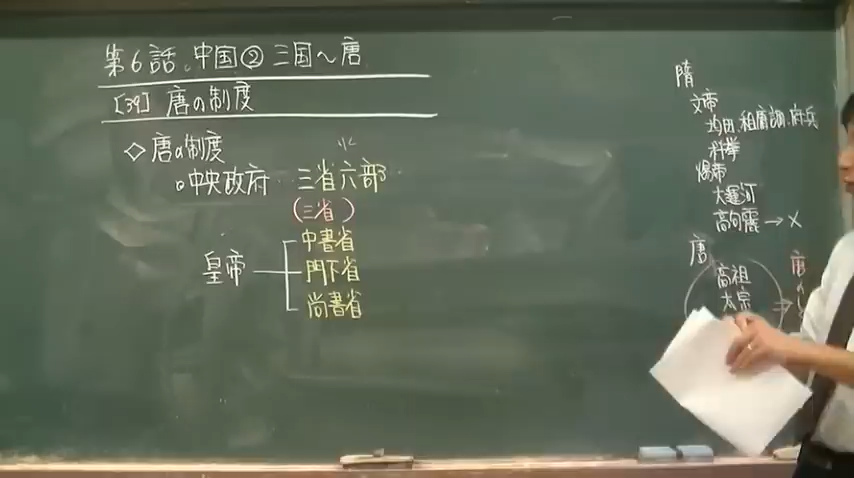 第6話 中国② 三国～唐
[39] 唐の制度
◇唐の制度
○中央政府…三省六部
(三省)
皇帝
中書省
門下省
尚書省
隋
文帝
均田、租庸調、府兵
科挙
煬帝
大運河
高句麗→×
唐
高祖
太宗
唐